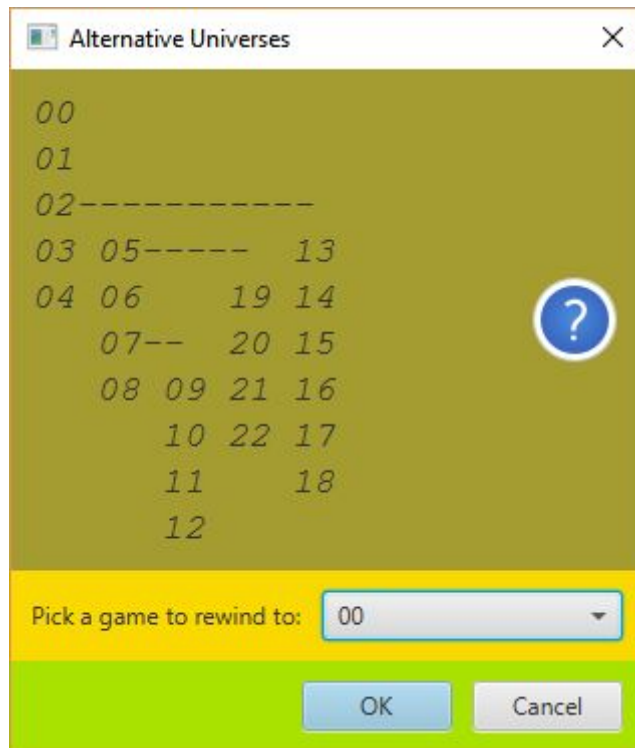 Alternative Universes
00
01
02-----------
03 05----- 13
04 06    19 14
   07--  20 15
   08 09 21 16
      10 22 17
      11    18
      12
?
Pick a game to rewind to: 00
OK Cancel